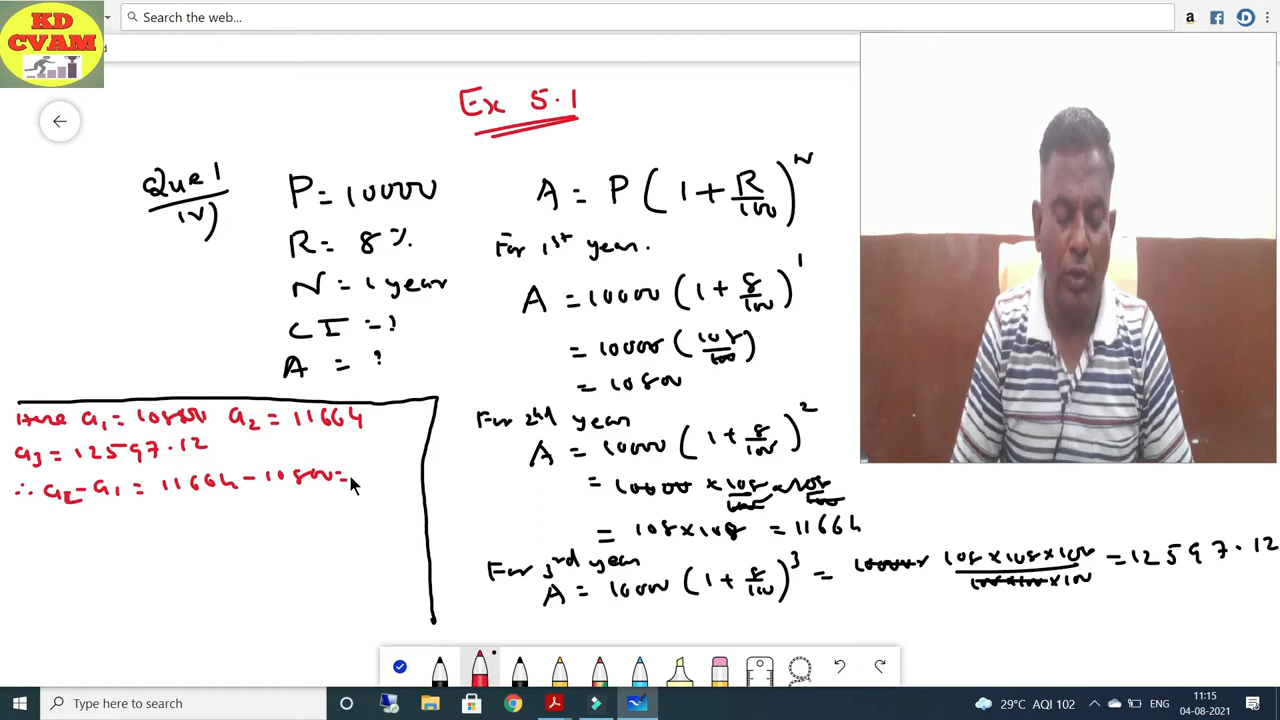 KD
CVAM
Search the web...
Ex 5.1
Que 1
iv)
P = 10000
R = 8 %.
N = 1 year
CI = ?
A = ?
A = P ( 1 + R/100 )^N
For 1st year.
A = 10000 ( 1 + 8/100 )^1
= 10000 ( 108/100 )
= 10800
For 2nd year
A = 10000 ( 1 + 8/100 )^2
= 10000 × 108/100 × 108/100
= 108 × 108 = 11664
For 3rd year
A = 10000 ( 1 + 8/100 )^3 = 10000 × 108 × 108 × 108 / 100 × 100 × 100 = 12597.12
Here a1 = 10800 a2 = 11664
a3 = 12597.12
∴ a2 - a1 = 11664 - 10800 =
Type here to search
29°C AQI 102
ENG
11:15
04-08-2021